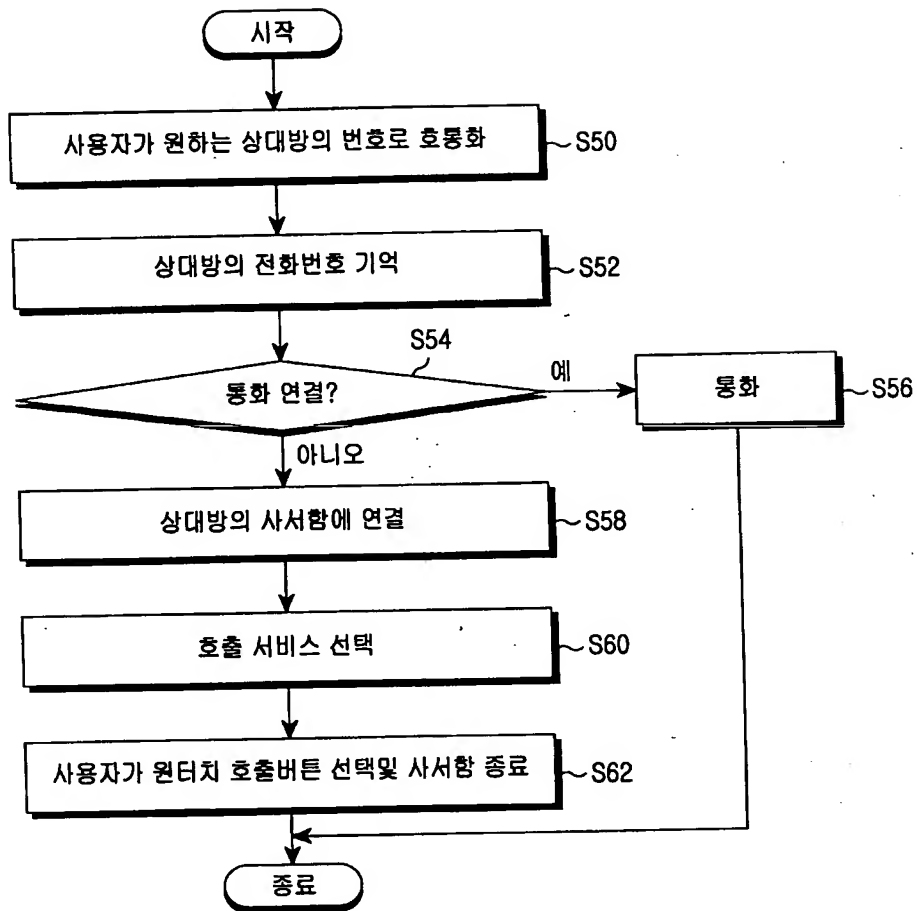 시작
사용자가 원하는 상대방의 번호로 호통화
S50
상대방의 전화번호 기억
S52
S54
통화 연결?
예
통화
S56
아니오
상대방의 사서함에 연결
S58
호출 서비스 선택
S60
사용자가 원터치 호출버튼 선택및 사서함 종료
S62
종료